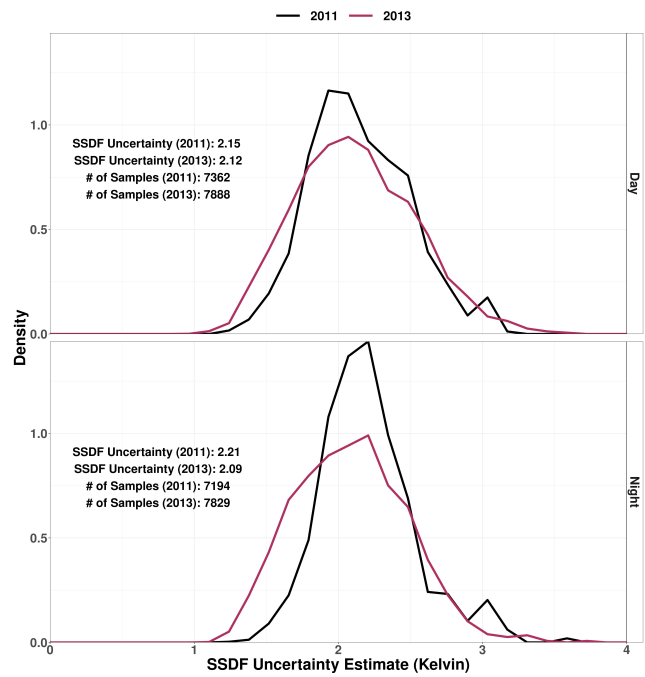 2011 2013
1.0
0.5
0.0
SSDF Uncertainty (2011): 2.15
SSDF Uncertainty (2013): 2.12
# of Samples (2011): 7362
# of Samples (2013): 7888
Day
Density
1.0
0.5
0.0
SSDF Uncertainty (2011): 2.21
SSDF Uncertainty (2013): 2.09
# of Samples (2011): 7194
# of Samples (2013): 7829
Night
0 1 2 3 4
SSDF Uncertainty Estimate (Kelvin)